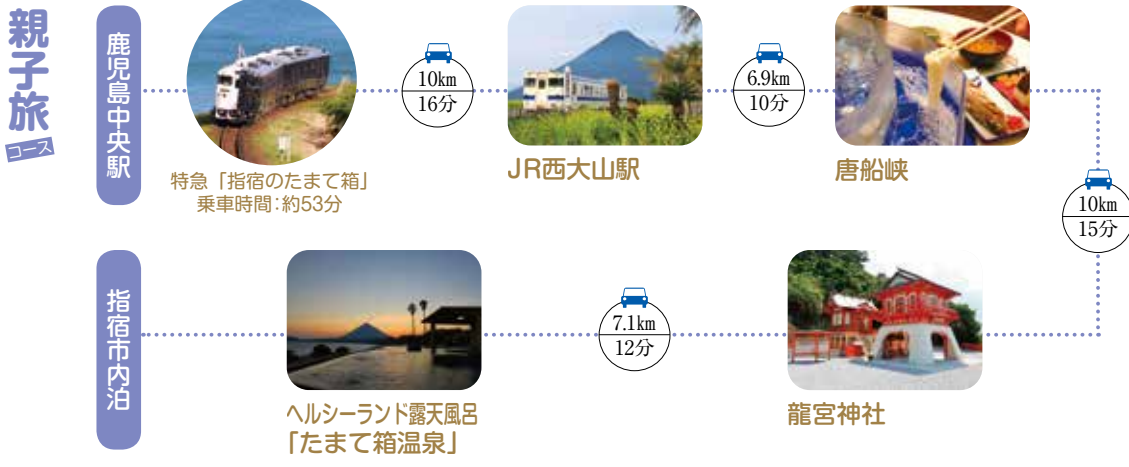 親子旅
コース
鹿児島中央駅
特急「指宿のたまて箱」
乗車時間:約53分
10km
16分
JR西大山駅
6.9km
10分
唐船峡
10km
15分
龍宮神社
7.1km
12分
ヘルシーランド露天風呂
「たまて箱温泉」
指宿市内泊